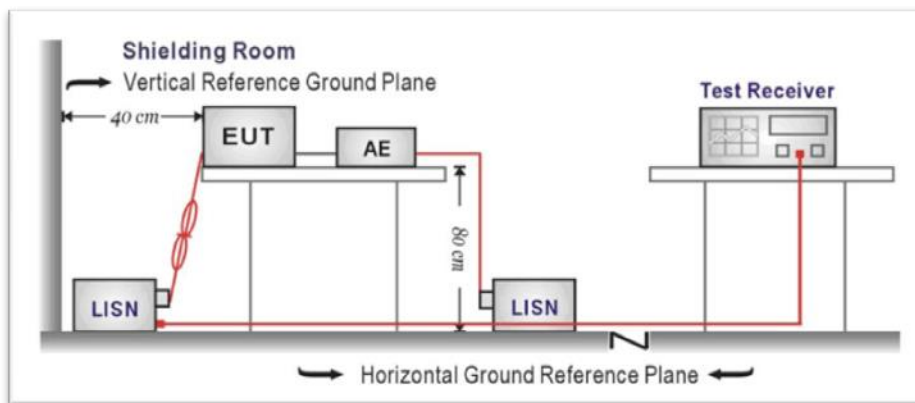 Shielding Room
Vertical Reference Ground Plane
40 cm
EUT
AE
Test Receiver
80 cm
LISN
LISN
Horizontal Ground Reference Plane